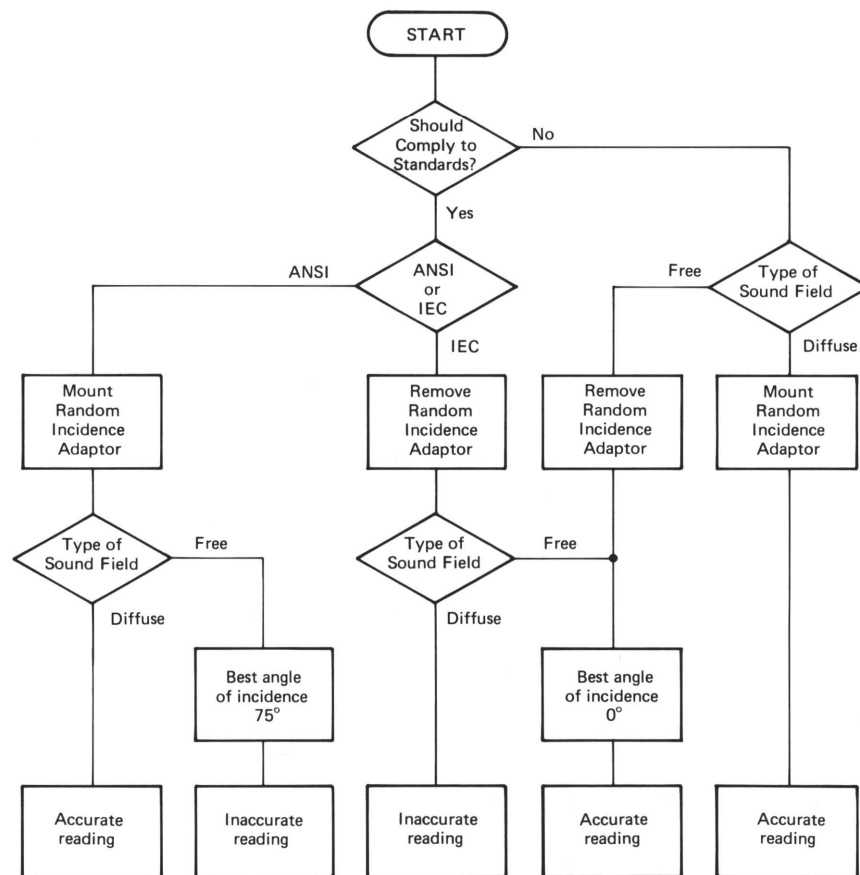 START
Should
Comply to
Standards?
No
Yes
ANSI
ANSI
or
IEC
Free
Type of
Sound Field
IEC
Diffuse
Mount
Random
Incidence
Adaptor
Remove
Random
Incidence
Adaptor
Remove
Random
Incidence
Adaptor
Mount
Random
Incidence
Adaptor
Type of
Sound Field
Free
Diffuse
Type of
Sound Field
Free
Diffuse
Best angle
of incidence
75°
Best angle
of incidence
0°
Accurate
reading
Inaccurate
reading
Inaccurate
reading
Accurate
reading
Accurate
reading